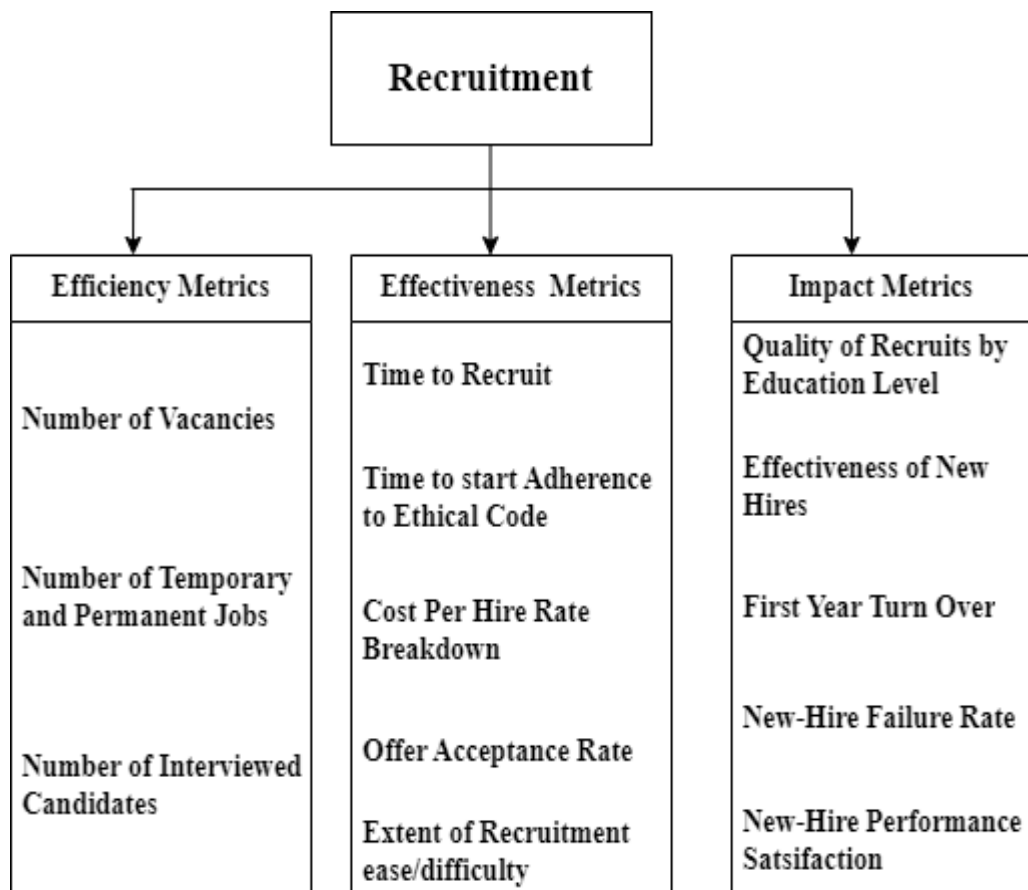 Recruitment
Efficiency Metrics
Number of Vacancies
Number of Temporary
and Permanent Jobs
Number of Interviewed
Candidates
Effectiveness Metrics
Time to Recruit
Time to start Adherence
to Ethical Code
Cost Per Hire Rate
Breakdown
Offer Acceptance Rate
Extent of Recruitment
ease/difficulty
Impact Metrics
Quality of Recruits by
Education Level
Effectiveness of New
Hires
First Year Turn Over
New-Hire Failure Rate
New-Hire Performance
Satsifaction